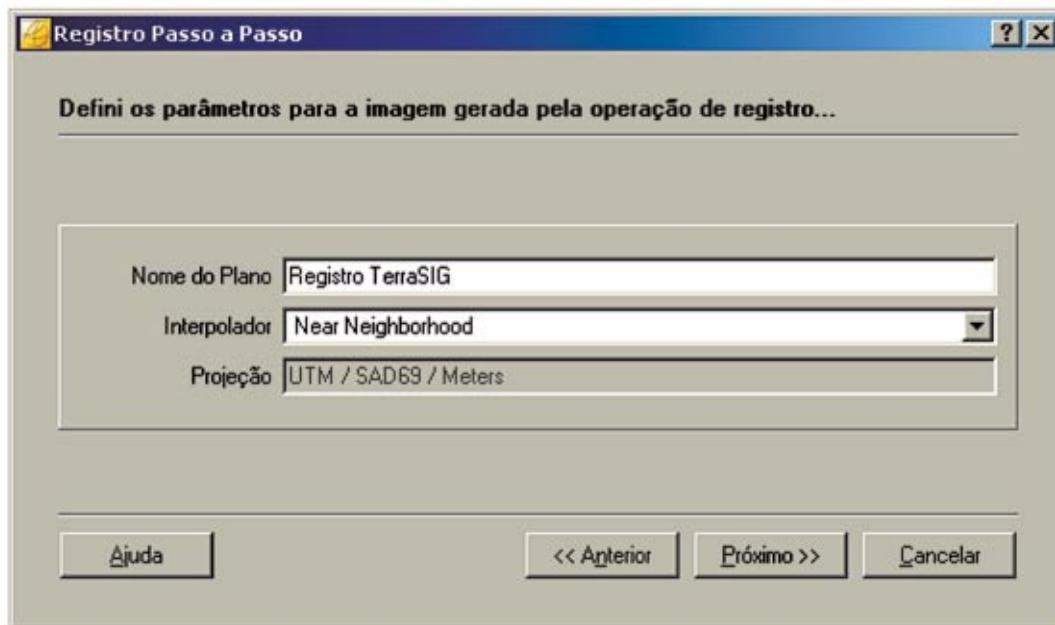 Registro Passo a Passo
Defini os parâmetros para a imagem gerada pela operação de registro...
Nome do Plano Registro TerraSIG
Interpolador Near Neighborhood
Projeção UTM / SAD69 / Meters
Ajuda << Anterior Próximo >> Cancelar